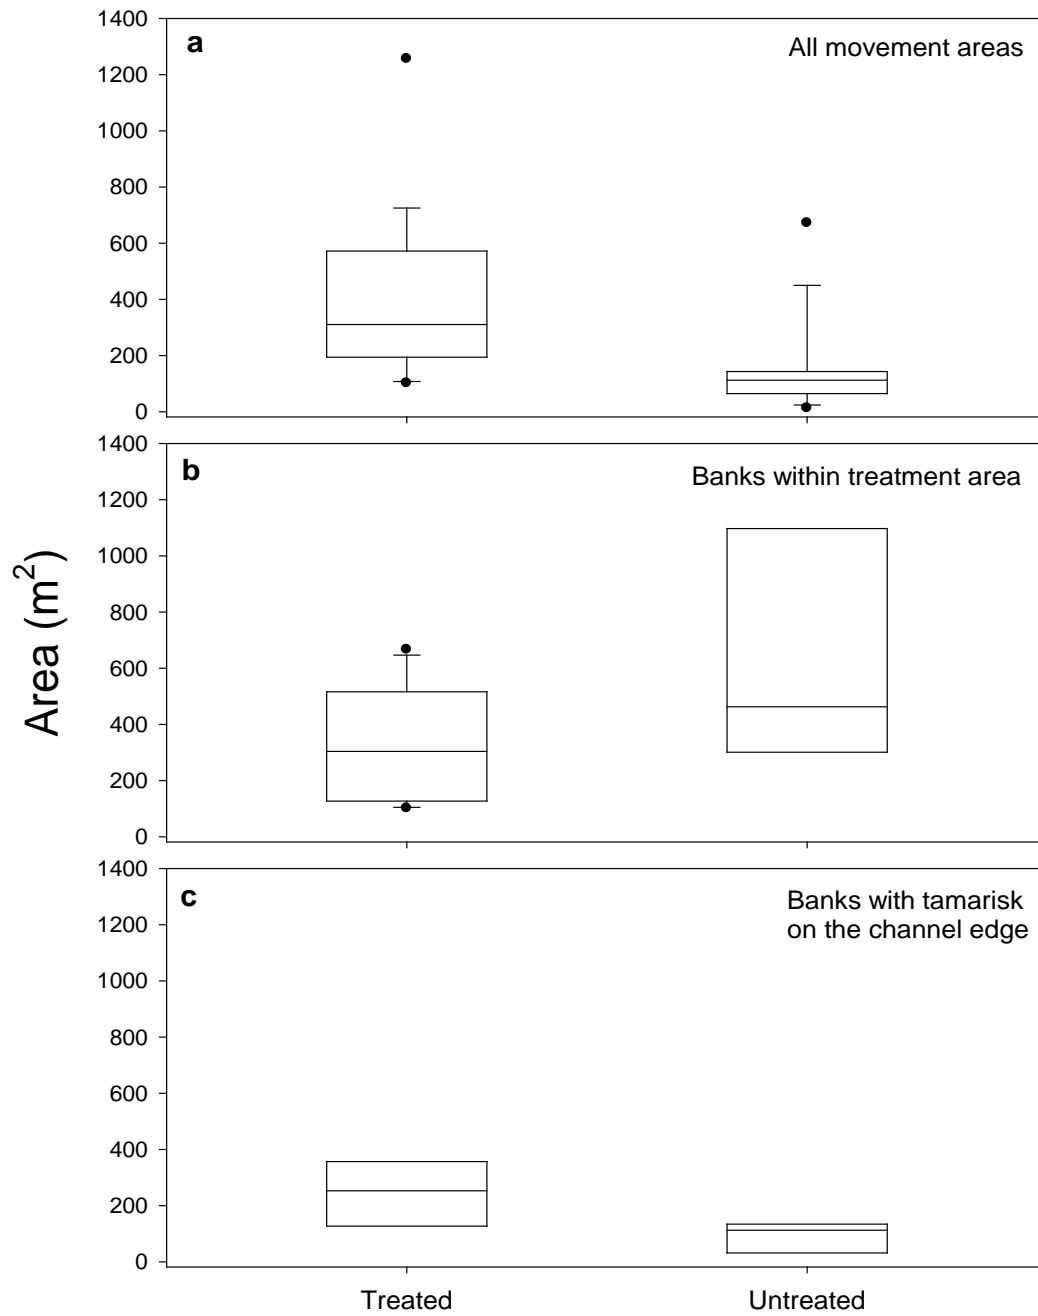 Area (m²)
a
All movement areas
1400
1200
1000
800
600
400
200
0
b
Banks within treatment area
1400
1200
1000
800
600
400
200
0
c
Banks with tamarisk
on the channel edge
1400
1200
1000
800
600
400
200
0
Treated
Untreated